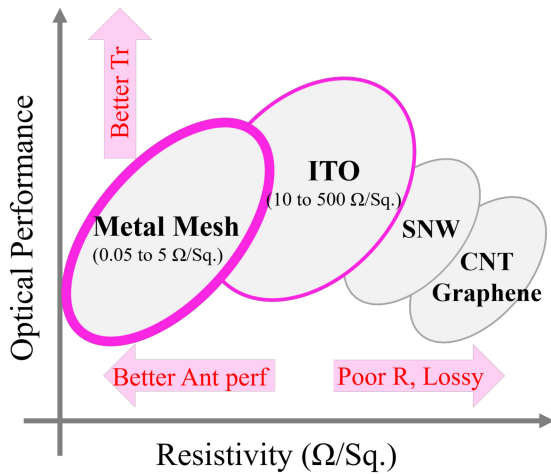 Optical Performance
Better Tr
ITO
(10 to 500 Ω/Sq.)
Metal Mesh
(0.05 to 5 Ω/Sq.)
SNW
CNT
Graphene
Better Ant perf
Poor R, Lossy
Resistivity (Ω/Sq.)